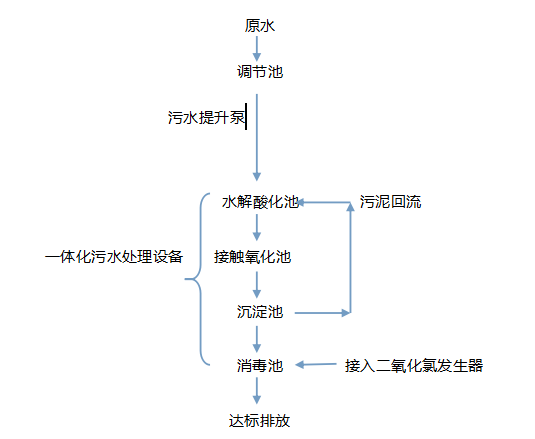 原水
调节池
污水提升泵
水解酸化池
污泥回流
一体化污水处理设备
接触氧化池
沉淀池
消毒池
接入二氧化氯发生器
达标排放